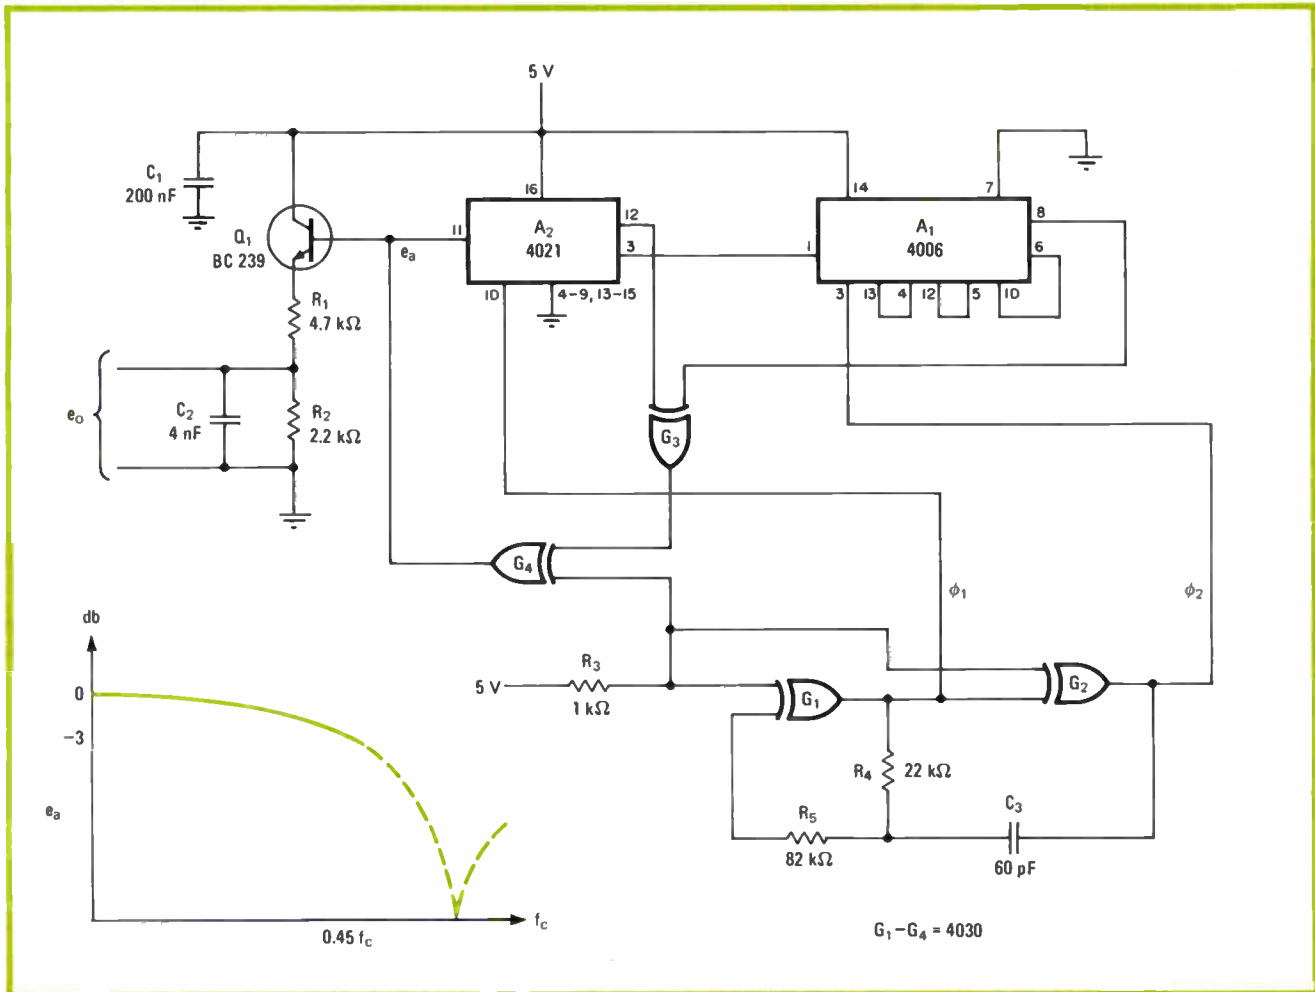 5 V
C1
200 nF
Q1
BC 239
R1
4.7 kΩ
eo
C2
4 nF
R2
2.2 kΩ
ea
11
16
A2
4021
12
3
10
4-9, 13-15
1
14
7
A1
4006
8
6
3
13
4
12
5
10
G3
G4
ϕ1
ϕ2
R3
5 V
1 kΩ
G1
G2
R4
22 kΩ
R5
82 kΩ
C3
60 pF
db
0
−3
ea
0.45 fc
fc
G1–G4 = 4030